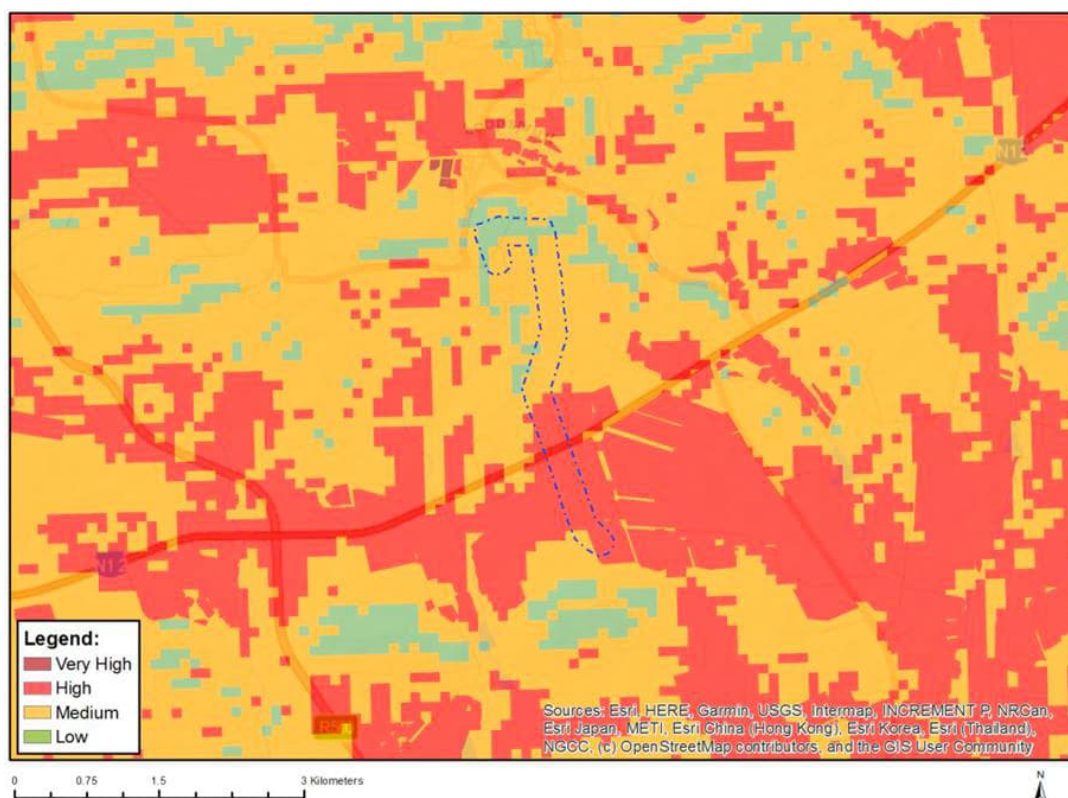 N12
N12
Legend:
Very High
High
Medium
Low
Sources: Esri, HERE, Garmin, USGS, Intermap, INCREMENT P, NRCan,
Esri Japan, METI, Esri China (Hong Kong), Esri Korea, Esri (Thailand),
NGCC, (c) OpenStreetMap contributors, and the GIS User Community
0 0.75 1.5 3 Kilometers
N